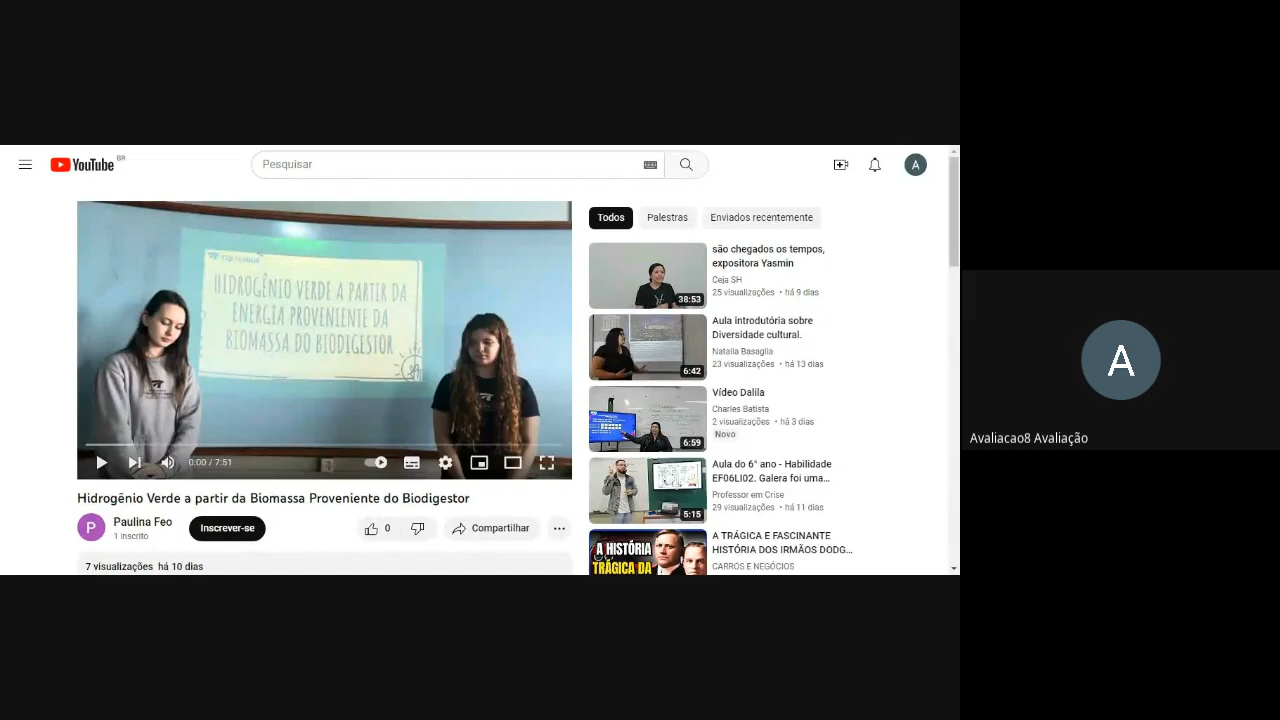 YouTube BR
Pesquisar
A
HIDROGÊNIO VERDE A PARTIR DA
ENERGIA PROVENIENTE DA
BIOMASSA DO BIODIGESTOR
0:00 / 7:51
Hidrogênio Verde a partir da Biomassa Proveniente do Biodigestor
P
Paulina Feo
1 inscrito
Inscrever-se
0
Compartilhar
7 visualizações há 10 dias
Todos
Palestras
Enviados recentemente
38:53
são chegados os tempos,
expositora Yasmin
Ceja SH
25 visualizações • há 9 dias
6:42
Aula introdutória sobre
Diversidade cultural.
Natalia Basaglia
23 visualizações • há 13 dias
6:59
Vídeo Dalila
Charles Batista
2 visualizações • há 3 dias
Novo
5:15
Aula do 6° ano - Habilidade
EF06LI02. Galera foi uma...
Professor em Crise
29 visualizações • há 11 dias
A HISTÓRIA
TRÁGICA DA
A TRÁGICA E FASCINANTE
HISTÓRIA DOS IRMÃOS DODG...
CARROS E NEGÓCIOS
A
Avaliacao8 Avaliação